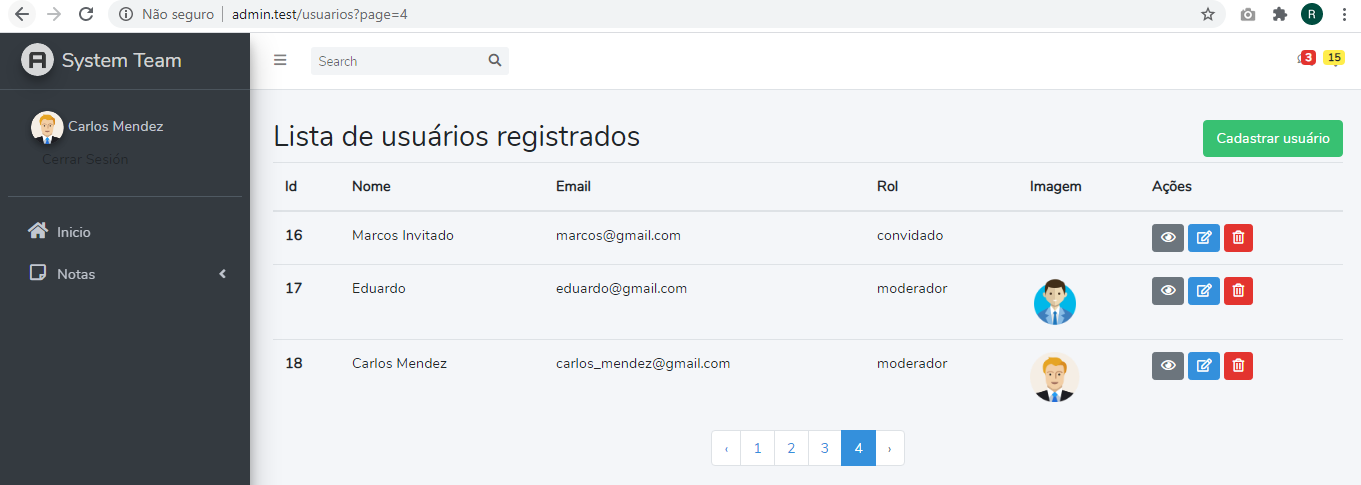 Não seguro | admin.test/usuarios?page=4 R
A System Team Search 3 15
Carlos Mendez
Cerrar Sesión
Inicio
Notas
Lista de usuários registrados Cadastrar usuário
Id Nome Email Rol Imagem Ações
16 Marcos Invitado marcos@gmail.com convidado
17 Eduardo eduardo@gmail.com moderador
18 Carlos Mendez carlos_mendez@gmail.com moderador
‹ 1 2 3 4 ›